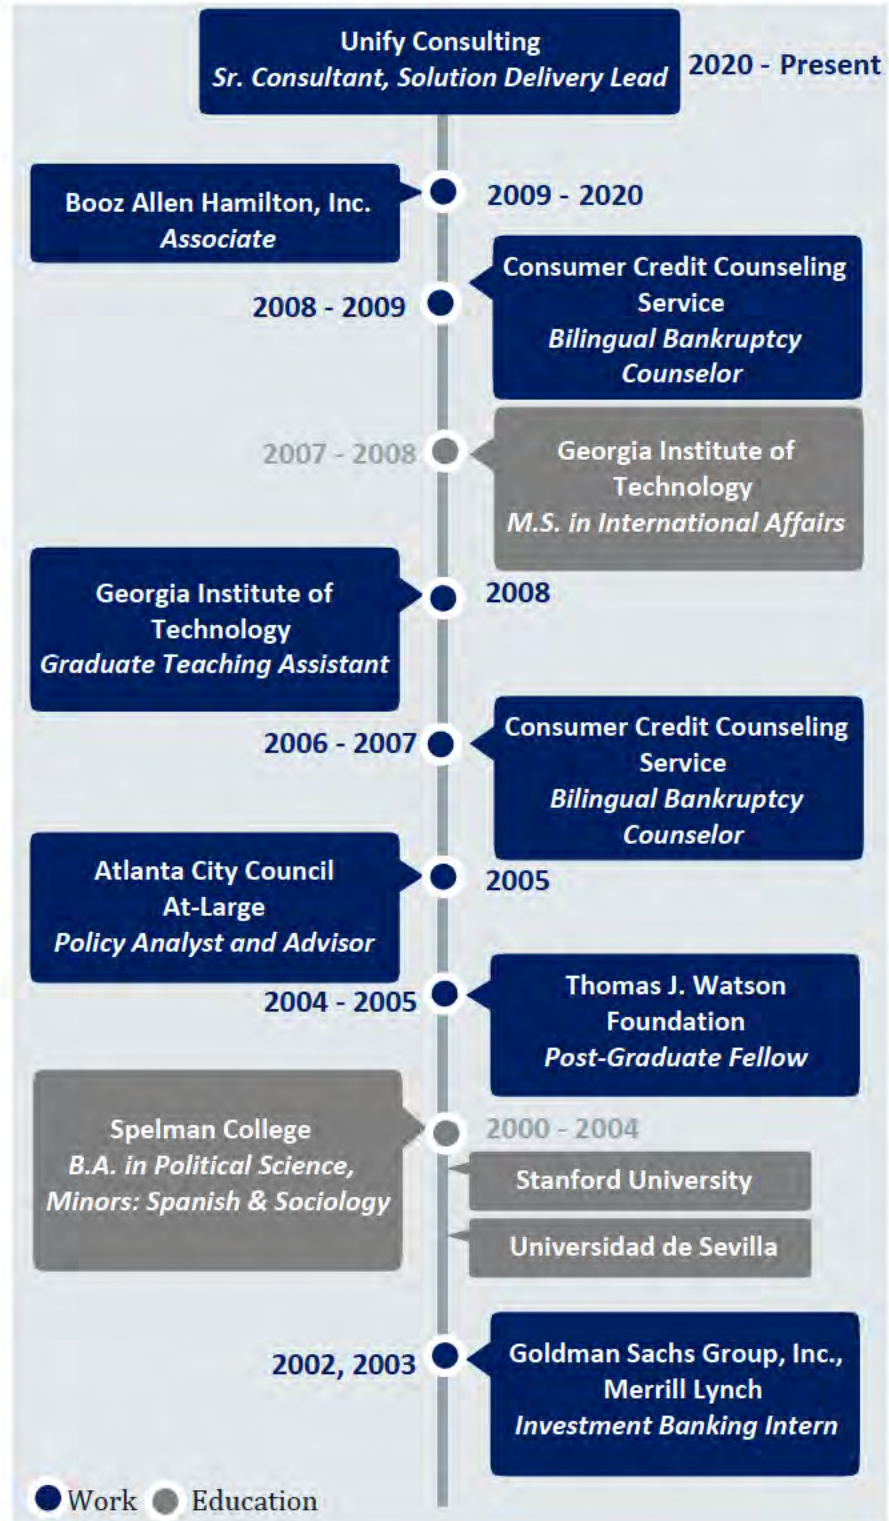 Unify Consulting
Sr. Consultant, Solution Delivery Lead
2020 - Present
Booz Allen Hamilton, Inc.
Associate
2009 - 2020
Consumer Credit Counseling
Service
Bilingual Bankruptcy
Counselor
2008 - 2009
2007 - 2008
Georgia Institute of
Technology
M.S. in International Affairs
Georgia Institute of
Technology
Graduate Teaching Assistant
2008
2006 - 2007
Consumer Credit Counseling
Service
Bilingual Bankruptcy
Counselor
Atlanta City Council
At-Large
Policy Analyst and Advisor
2005
2004 - 2005
Thomas J. Watson
Foundation
Post-Graduate Fellow
Spelman College
B.A. in Political Science,
Minors: Spanish & Sociology
2000 - 2004
Stanford University
Universidad de Sevilla
2002, 2003
Goldman Sachs Group, Inc.,
Merrill Lynch
Investment Banking Intern
Work
Education